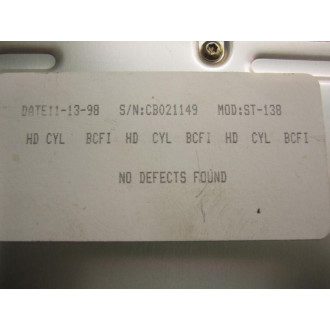 DATE11-13-98 S/N:CB021149 MOD:ST-138
HD CYL BCFI HD CYL BCFI HD CYL BCFI
NO DEFECTS FOUND